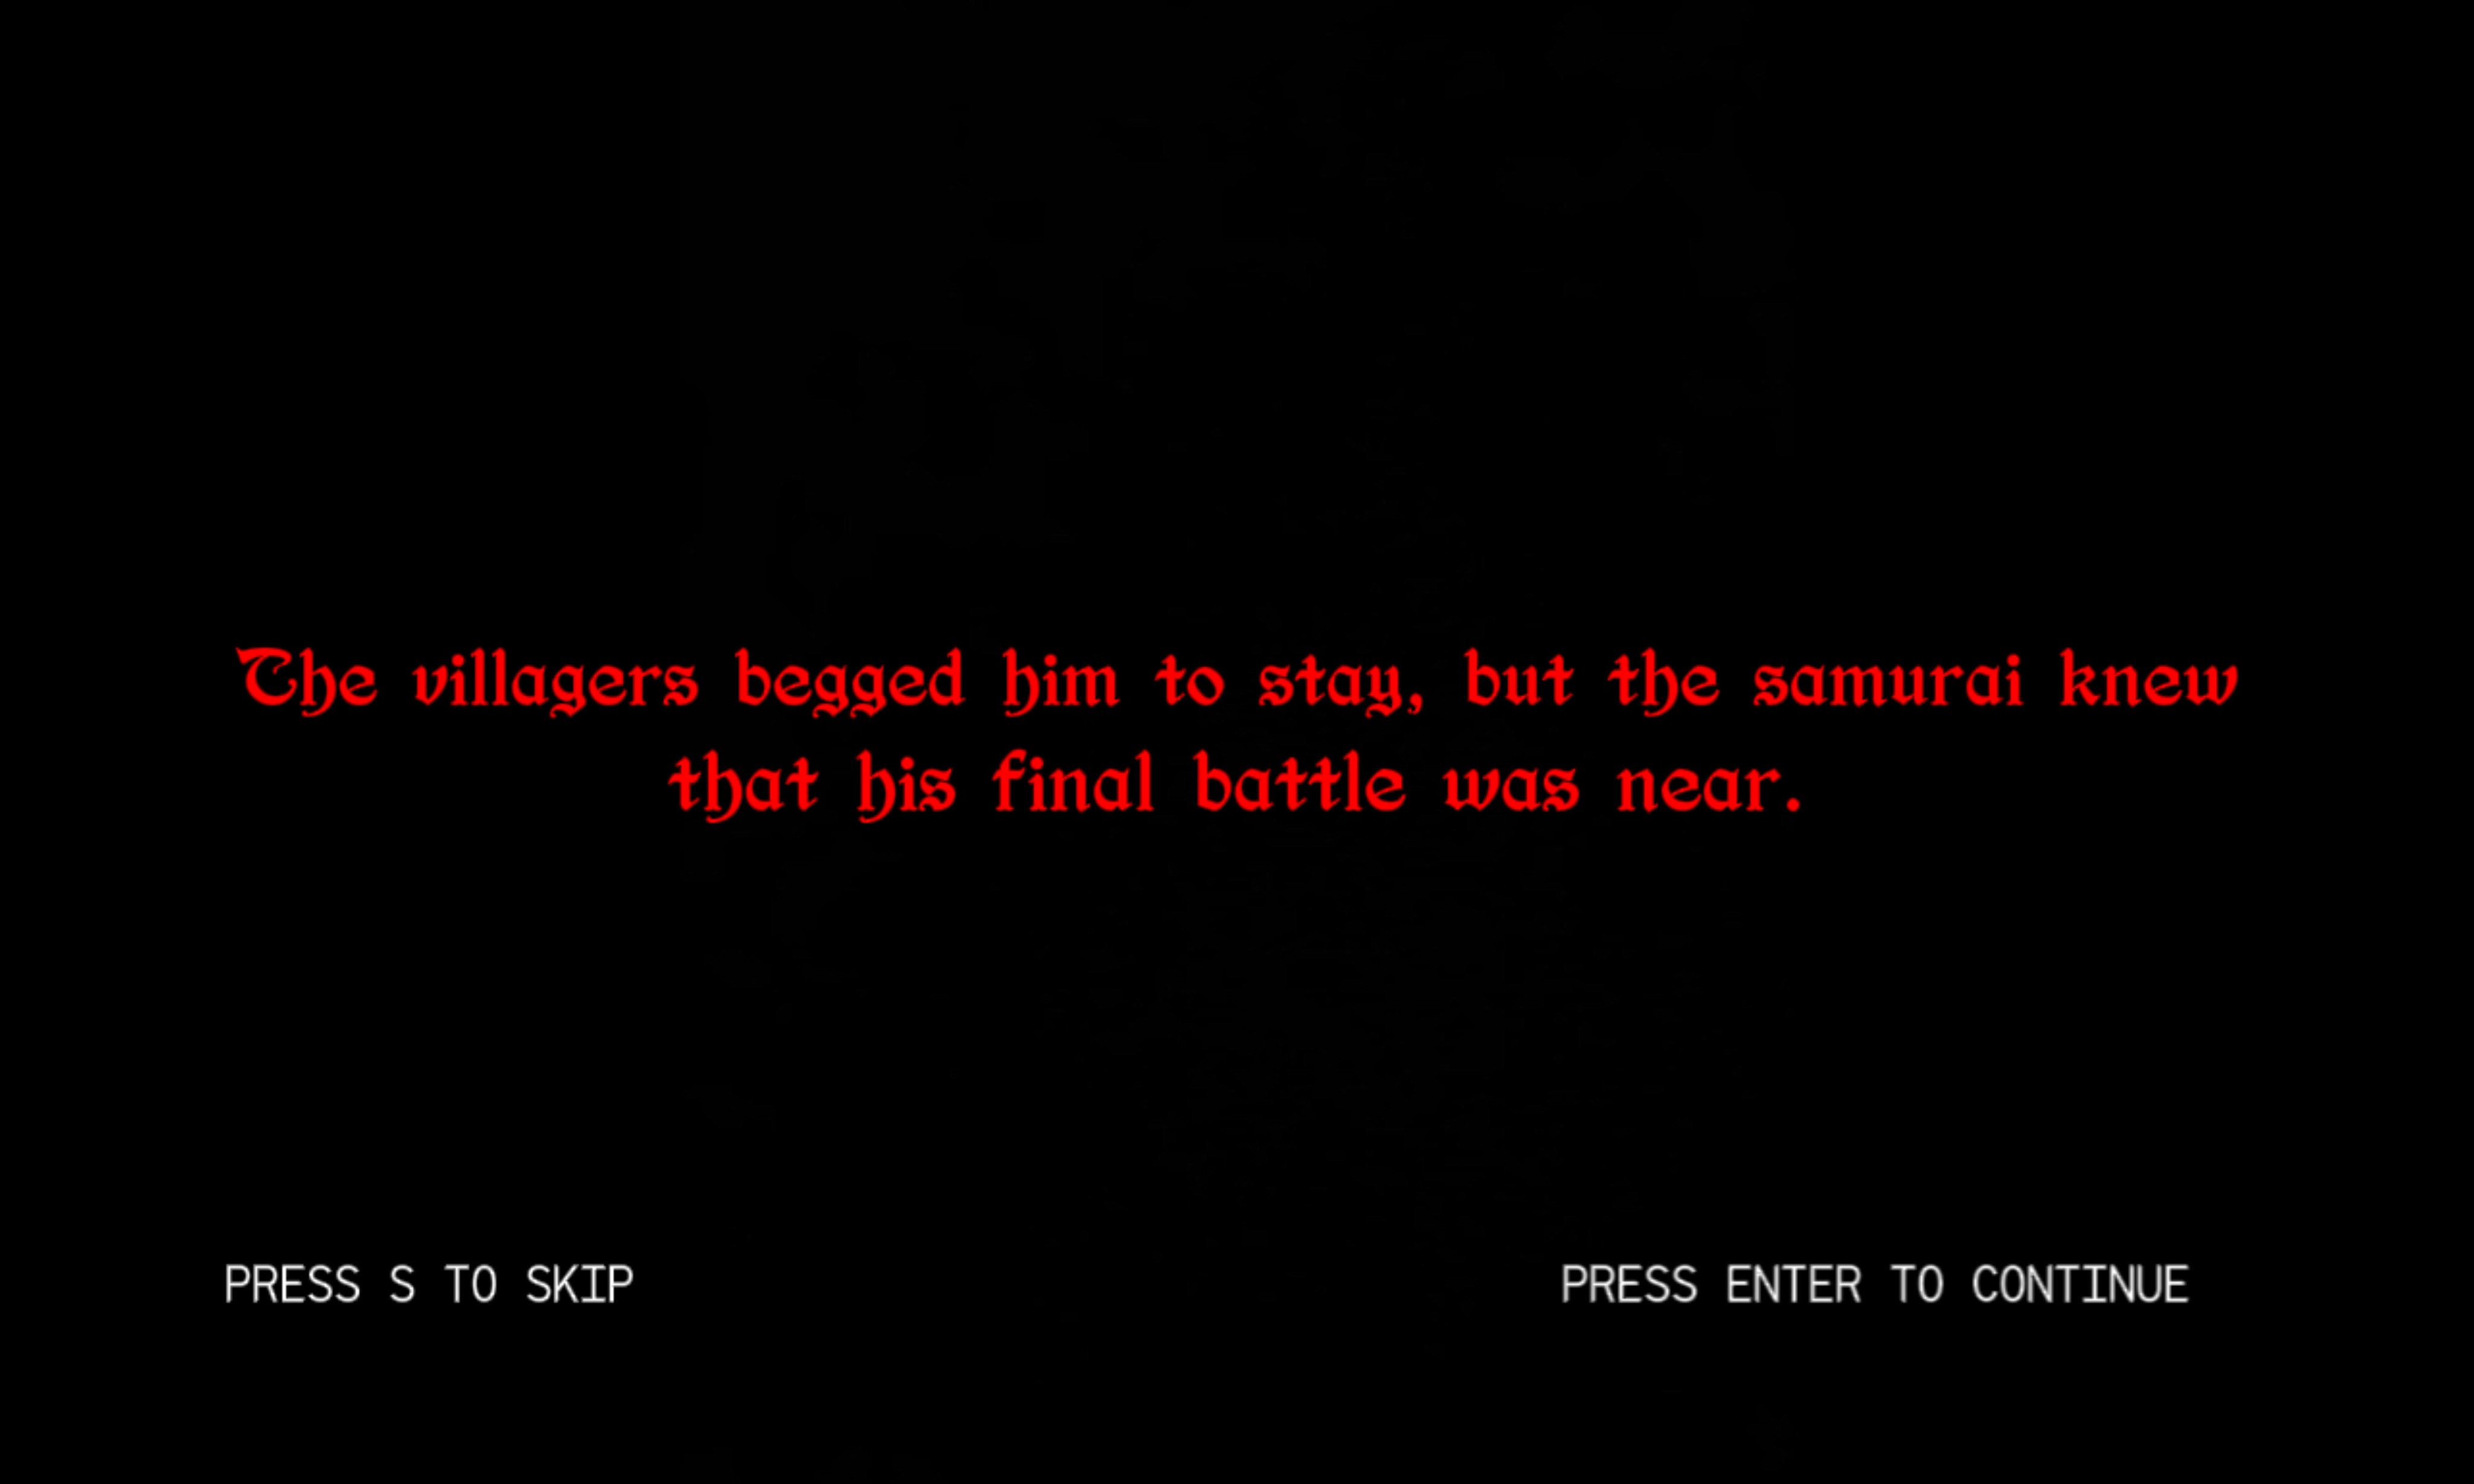 The villagers begged him to stay, but the samurai knew
that his final battle was near.
PRESS S TO SKIP
PRESS ENTER TO CONTINUE